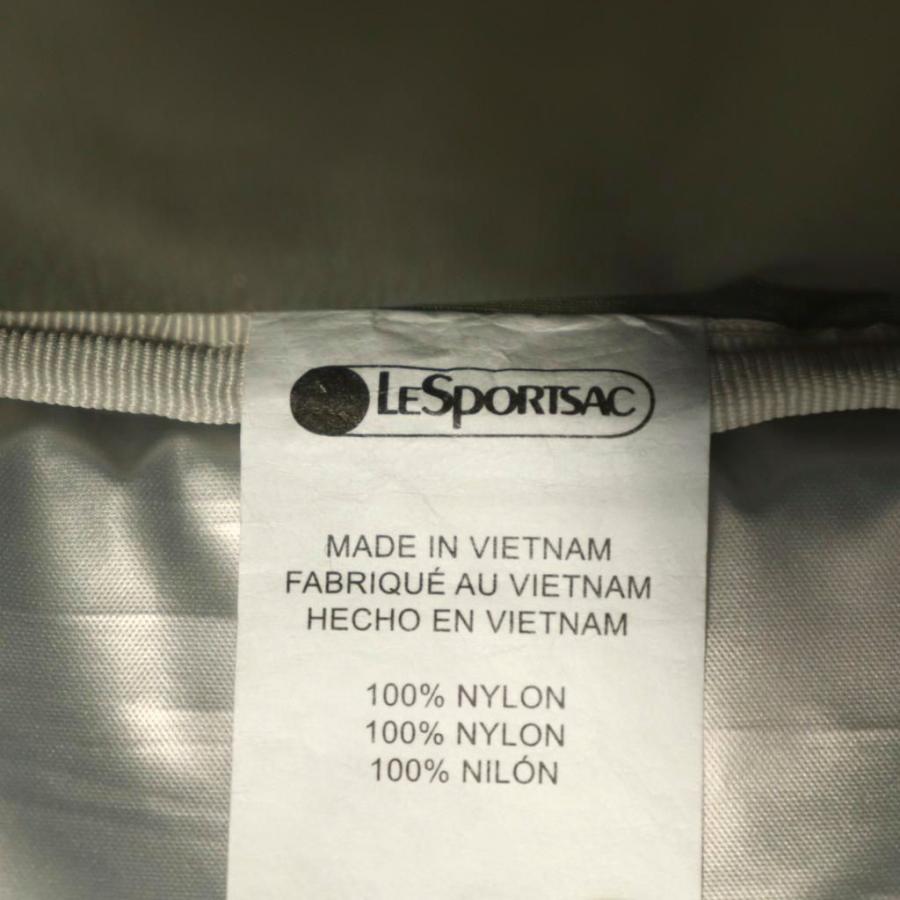 LeSportsac
MADE IN VIETNAM
FABRIQUÉ AU VIETNAM
HECHO EN VIETNAM
100% NYLON
100% NYLON
100% NILÓN